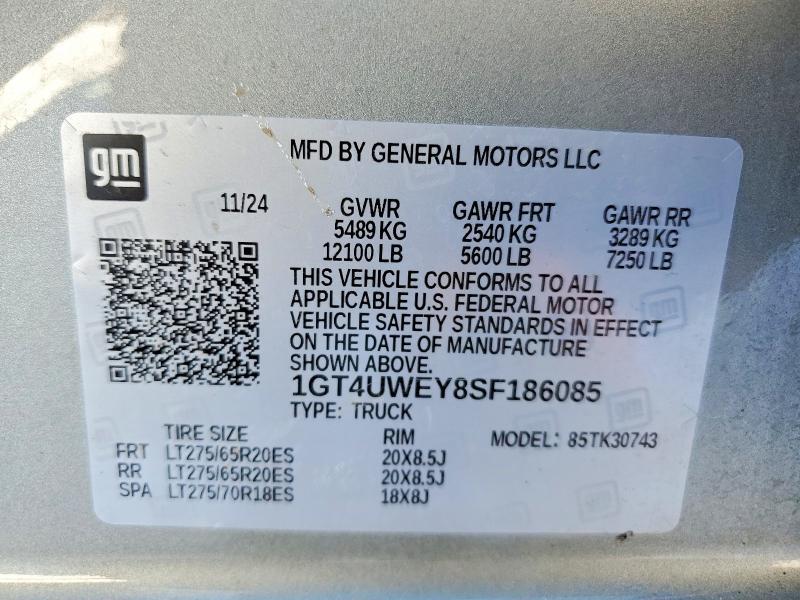 gm
MFD BY GENERAL MOTORS LLC
11/24 GVWR GAWR FRT GAWR RR
5489 KG 2540 KG 3289 KG
12100 LB 5600 LB 7250 LB
THIS VEHICLE CONFORMS TO ALL
APPLICABLE U.S. FEDERAL MOTOR
VEHICLE SAFETY STANDARDS IN EFFECT
ON THE DATE OF MANUFACTURE
SHOWN ABOVE.
1GT4UWEY8SF186085
TYPE: TRUCK
TIRE SIZE RIM MODEL: 85TK30743
FRT LT275/65R20ES 20X8.5J
RR LT275/65R20ES 20X8.5J
SPA LT275/70R18ES 18X8J